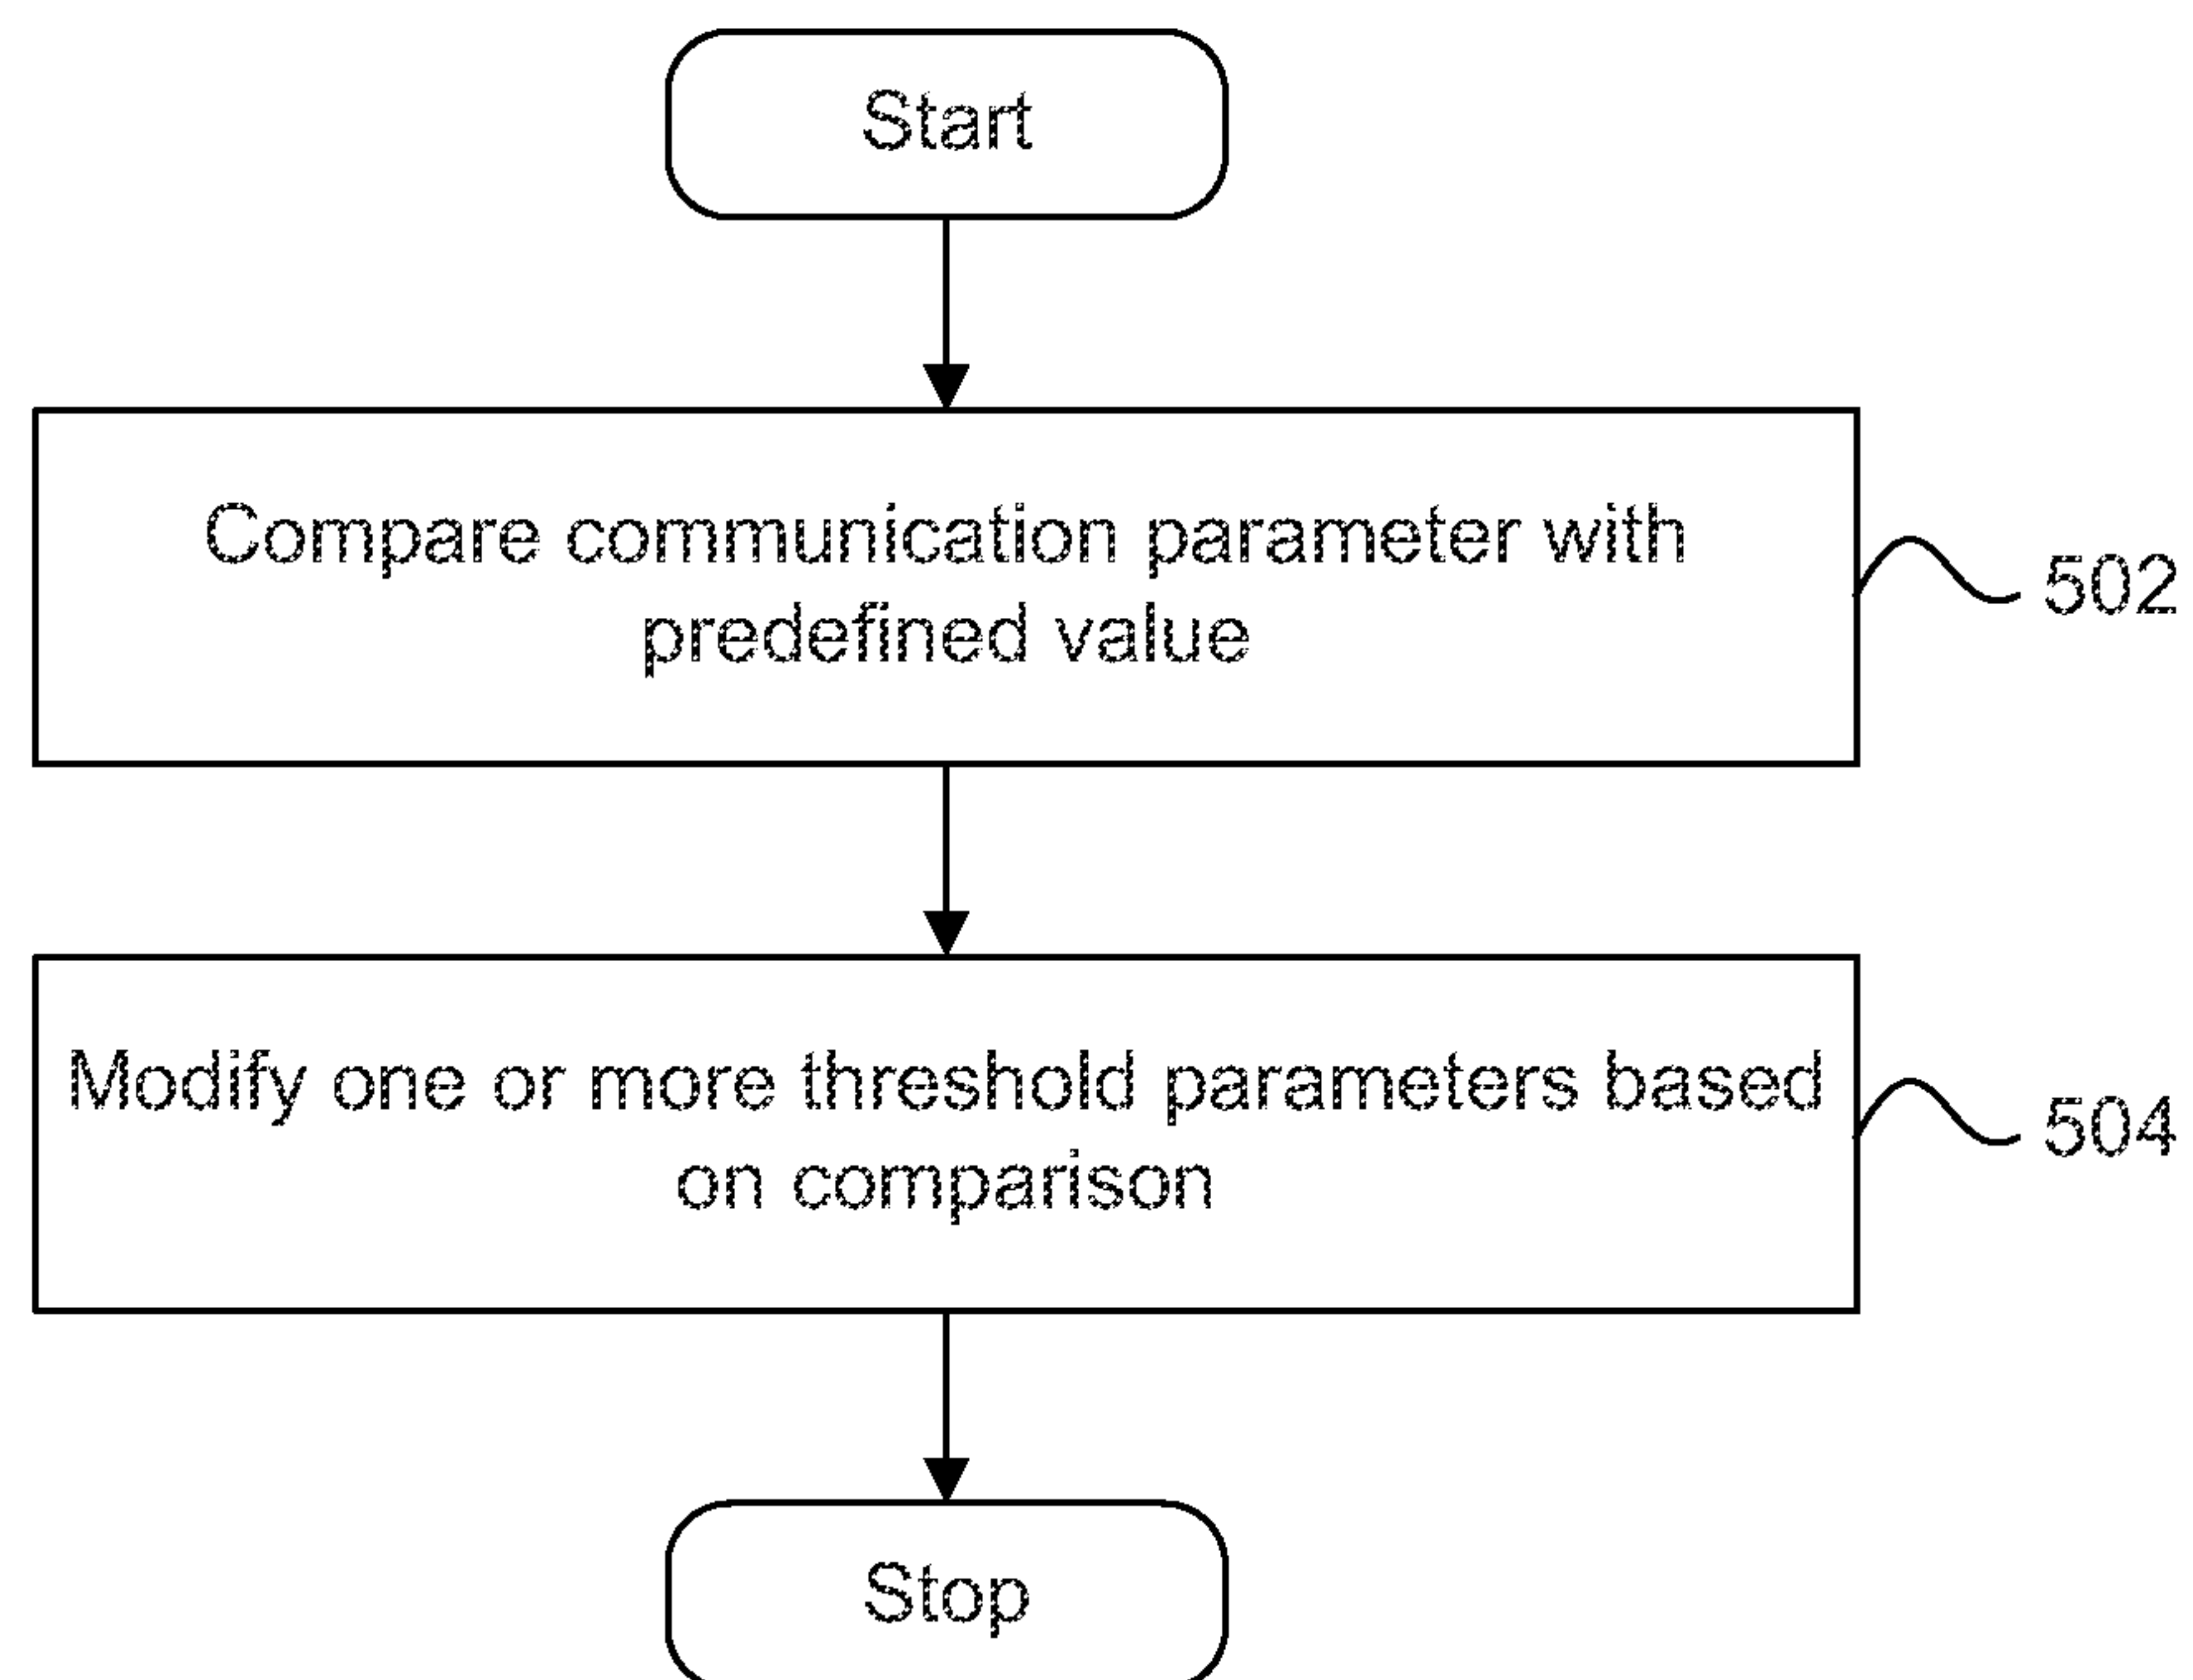 Start
Compare communication parameter with
predefined value
502
Modify one or more threshold parameters based
on comparison
504
Stop